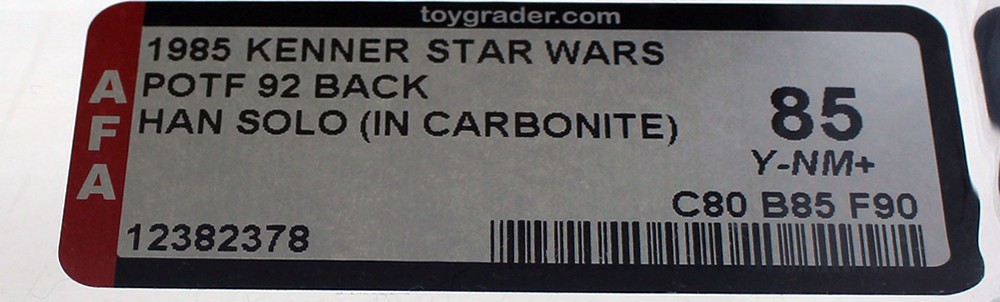 toygrader.com
AFA
1985 KENNER STAR WARS
POTF 92 BACK
HAN SOLO (IN CARBONITE)
85
Y-NM+
C80 B85 F90
12382378